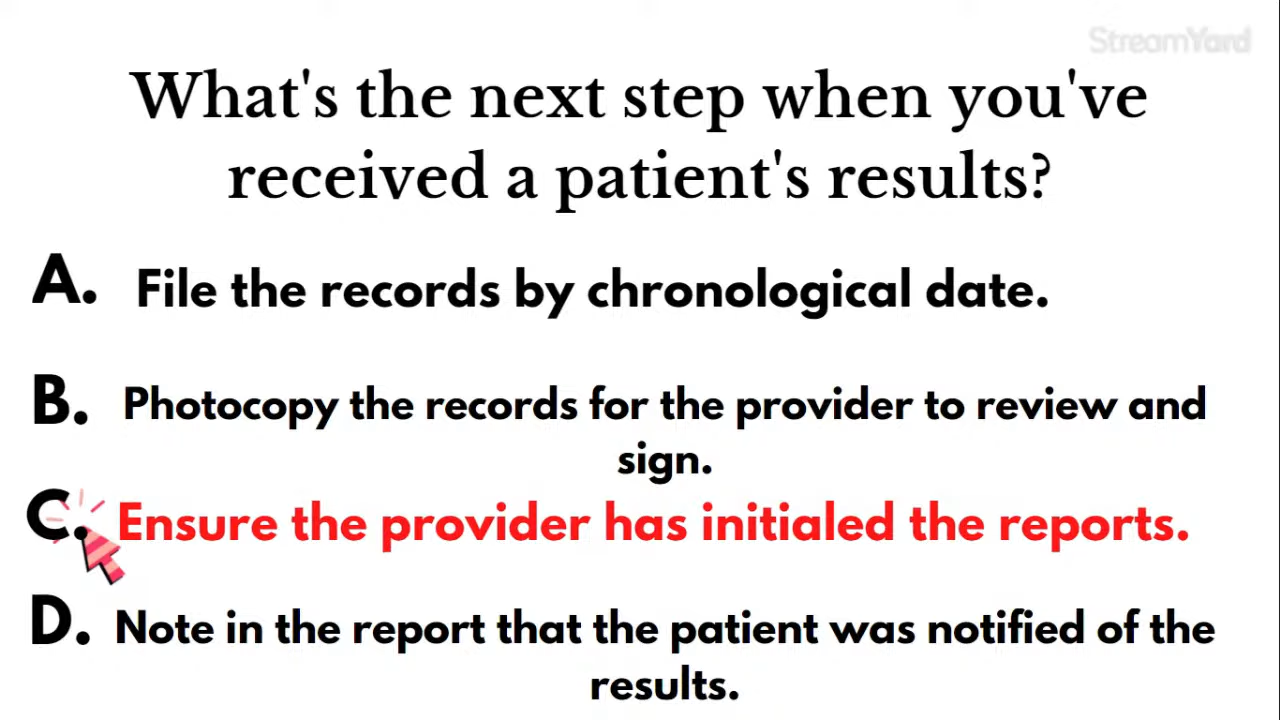 StreamYard
What's the next step when you've
received a patient's results?
A. File the records by chronological date.
B. Photocopy the records for the provider to review and
sign.
C. Ensure the provider has initialed the reports.
D. Note in the report that the patient was notified of the
results.